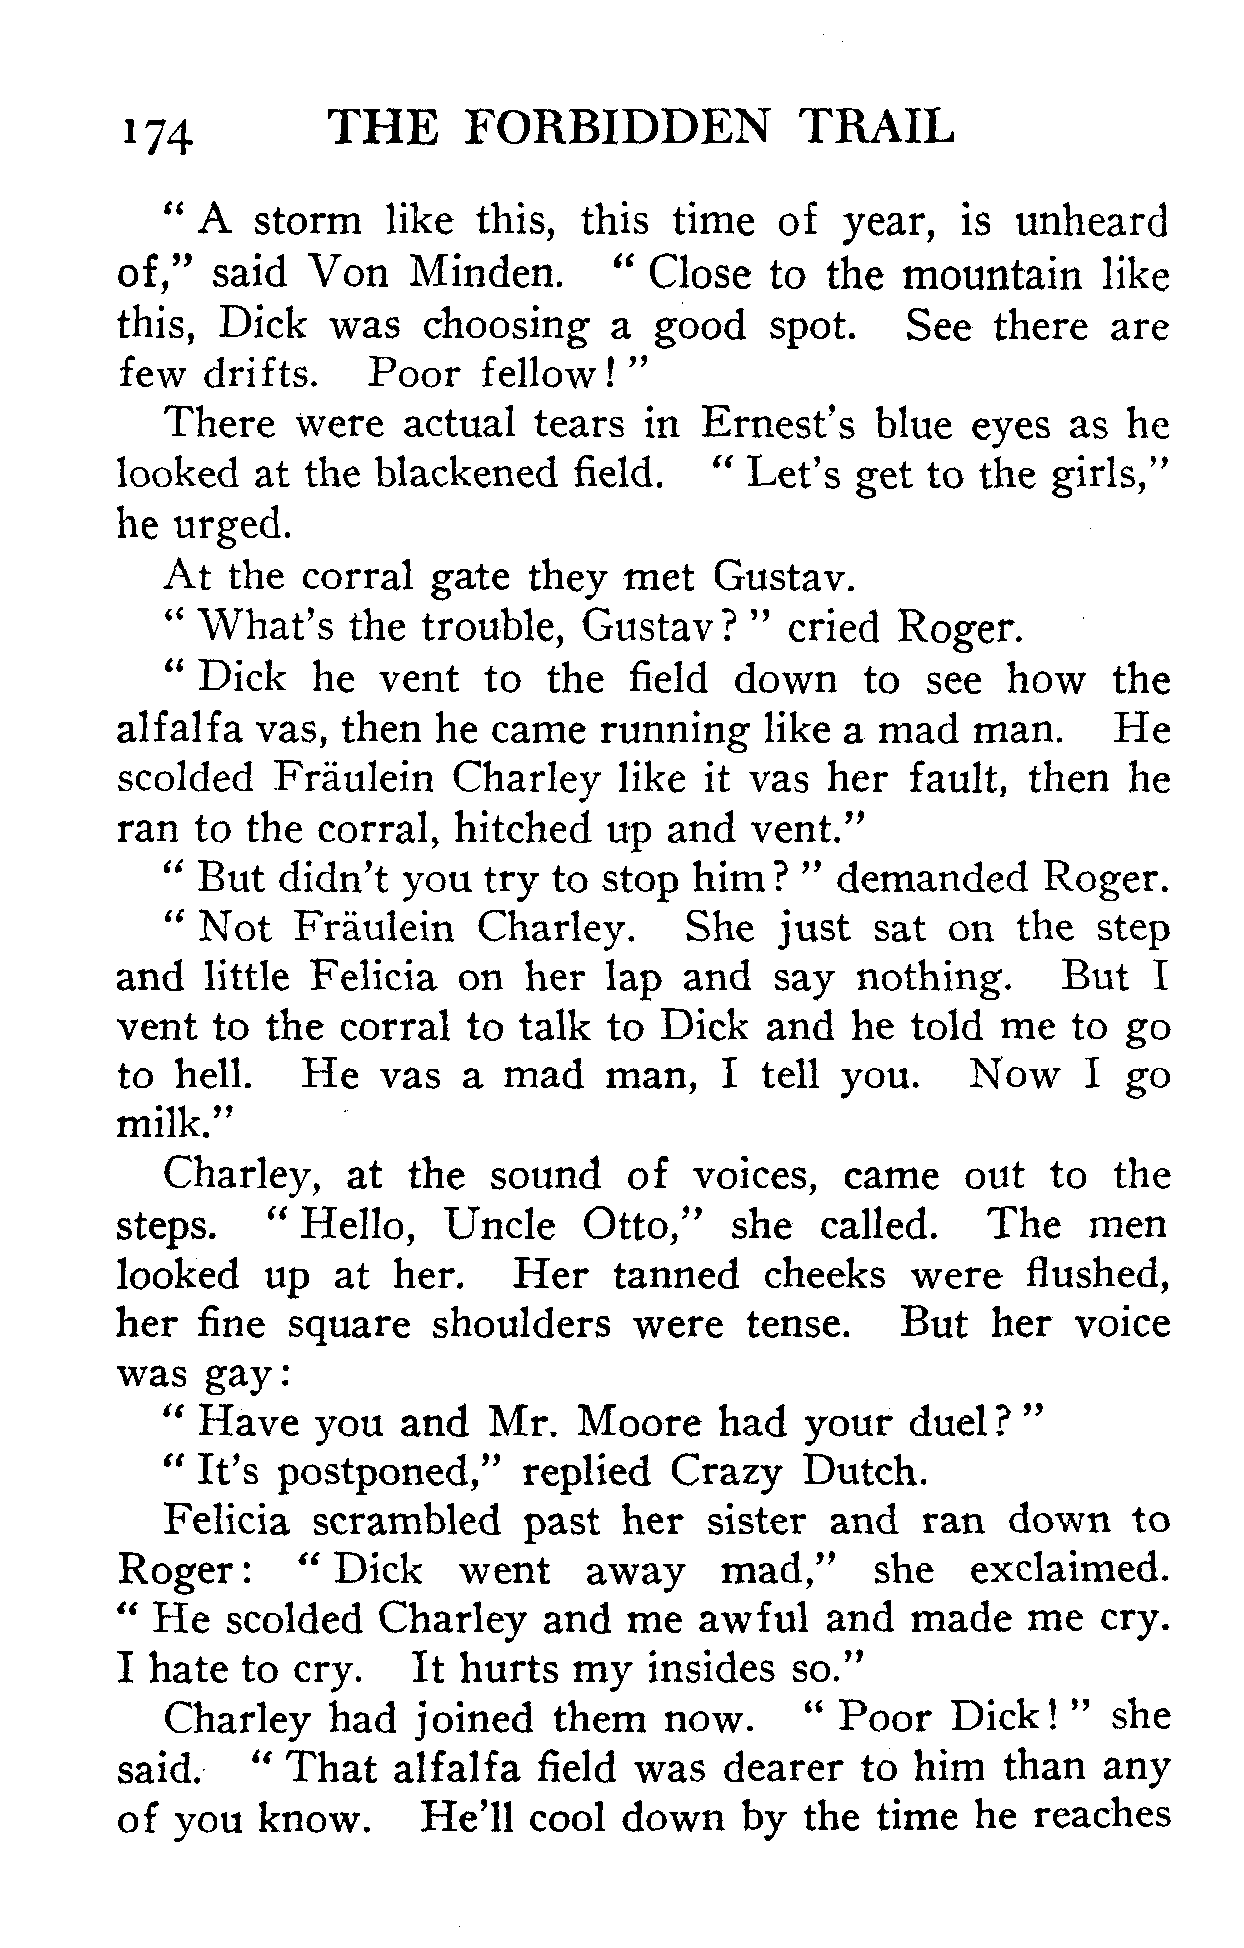 174 THE FORBIDDEN TRAIL
“ A storm like this, this time of year, is unheard
of,” said Von Minden. “ Close to the mountain like
this, Dick was choosing a good spot. See there are
few drifts. Poor fellow! ”
There were actual tears in Ernest’s blue eyes as he
looked at the blackened field. “ Let’s get to the girls,”
he urged.
At the corral gate they met Gustav.
“ What’s the trouble, Gustav? ” cried Roger.
“ Dick he vent to the field down to see how the
alfalfa vas, then he came running like a mad man. He
scolded Fräulein Charley like it vas her fault, then he
ran to the corral, hitched up and vent.”
“ But didn’t you try to stop him? ” demanded Roger.
“ Not Fräulein Charley. She just sat on the step
and little Felicia on her lap and say nothing. But I
vent to the corral to talk to Dick and he told me to go
to hell. He vas a mad man, I tell you. Now I go
milk.”
Charley, at the sound of voices, came out to the
steps. “ Hello, Uncle Otto,” she called. The men
looked up at her. Her tanned cheeks were flushed,
her fine square shoulders were tense. But her voice
was gay:
“ Have you and Mr. Moore had your duel? ”
“ It’s postponed,” replied Crazy Dutch.
Felicia scrambled past her sister and ran down to
Roger: “ Dick went away mad,” she exclaimed.
“ He scolded Charley and me awful and made me cry.
I hate to cry. It hurts my insides so.”
Charley had joined them now. “ Poor Dick! ” she
said. “ That alfalfa field was dearer to him than any
of you know. He’ll cool down by the time he reaches